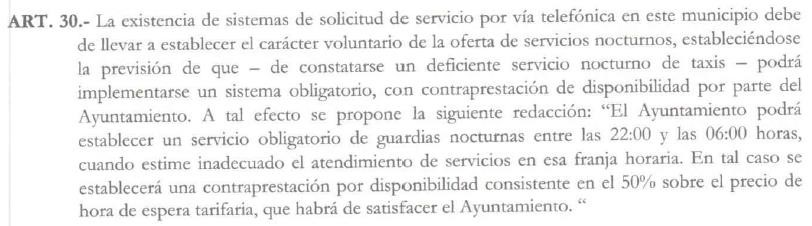 ART. 30.- La existencia de sistemas de solicitud de servicio por vía telefónica en este municipio debe
de llevar a establecer el carácter voluntario de la oferta de servicios nocturnos, estableciéndose
la previsión de que – de constatarse un deficiente servicio nocturno de taxis – podrá
implementarse un sistema obligatorio, con contraprestación de disponibilidad por parte del
Ayuntamiento. A tal efecto se propone la siguiente redacción: “El Ayuntamiento podrá
establecer un servicio obligatorio de guardias nocturnas entre las 22:00 y las 06:00 horas,
cuando estime inadecuado el atendimiento de servicios en esa franja horaria. En tal caso se
establecerá una contraprestación por disponibilidad consistente en el 50% sobre el precio de
hora de espera tarifaria, que habrá de satisfacer el Ayuntamiento. “